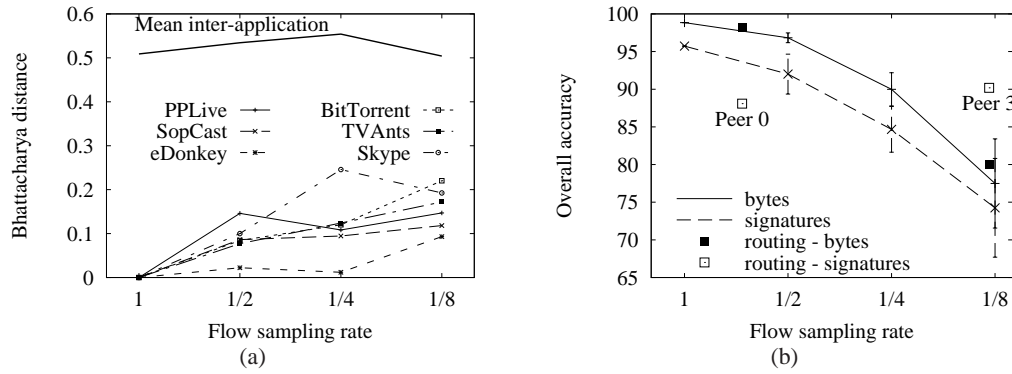 Bhattacharya distance
0.6
0.5
0.4
0.3
0.2
0.1
0
Mean inter-application
PPLive
SopCast
eDonkey
BitTorrent
TVAnts
Skype
1
1/2
1/4
1/8
Flow sampling rate
(a)
Overall accuracy
100
95
90
85
80
75
70
65
Peer 0
Peer 3
bytes
signatures
routing - bytes
routing - signatures
1
1/2
1/4
1/8
Flow sampling rate
(b)